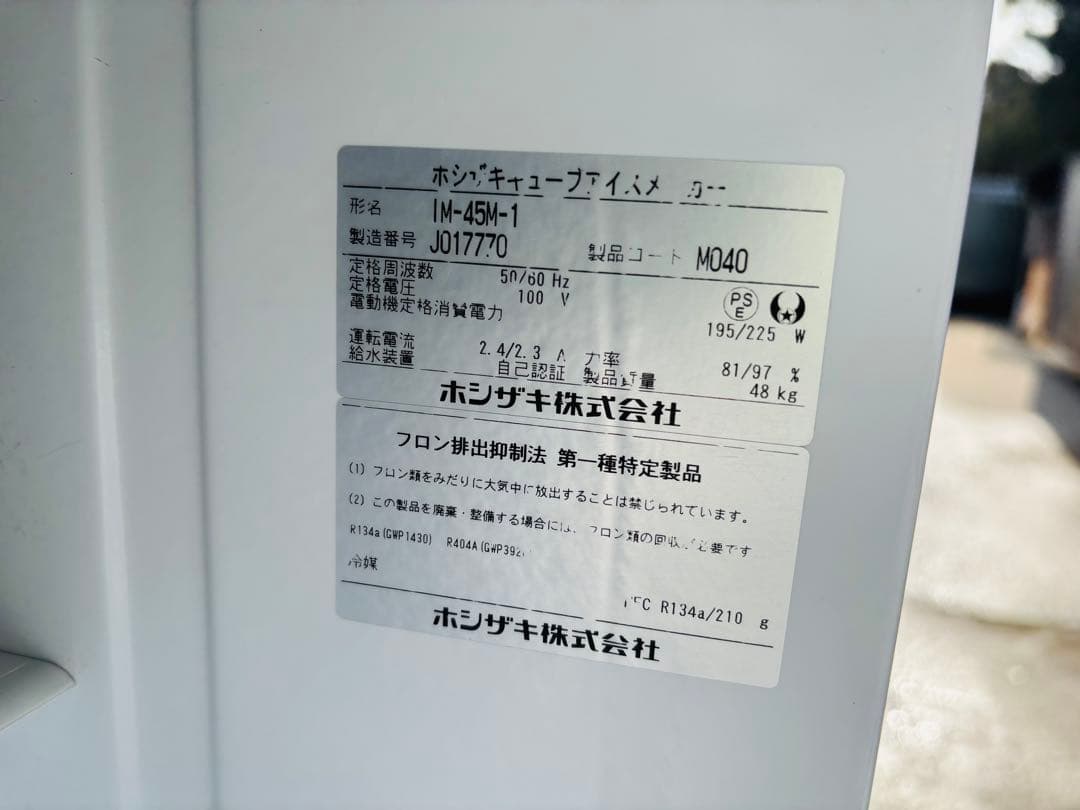 ホシザキキューブアイスメーカー
形名 IM-45M-1
製造番号 J017770 製品コード M040
定格周波数 50/60 Hz
定格電圧 100 V
PS E
電動機定格消費電力 195/225 W
運転電流 2.4/2.3 A 力率 81/97 %
給水装置 自己認証 製品質量 48 kg
ホシザキ株式会社
フロン排出抑制法 第一種特定製品
(1) フロン類をみだりに大気中に放出することは禁じられています。
(2) この製品を廃棄・整備する場合には、フロン類の回収が必要です
R134a(GWP1430) R404A(GWP392
冷媒
HFC R134a/210 g
ホシザキ株式会社